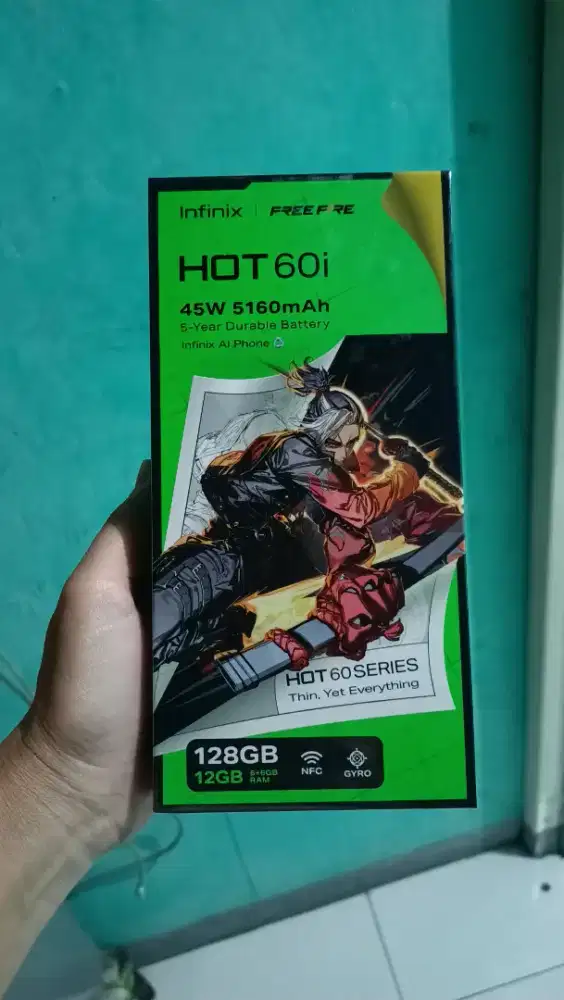 Infinix | FREE FIRE
HOT 60i
45W 5160mAh
5-Year Durable Battery
Infinix AI Phone
HOT 60 SERIES
Thin, Yet Everything
128GB
12GB 6+6GB RAM
NFC
GYRO